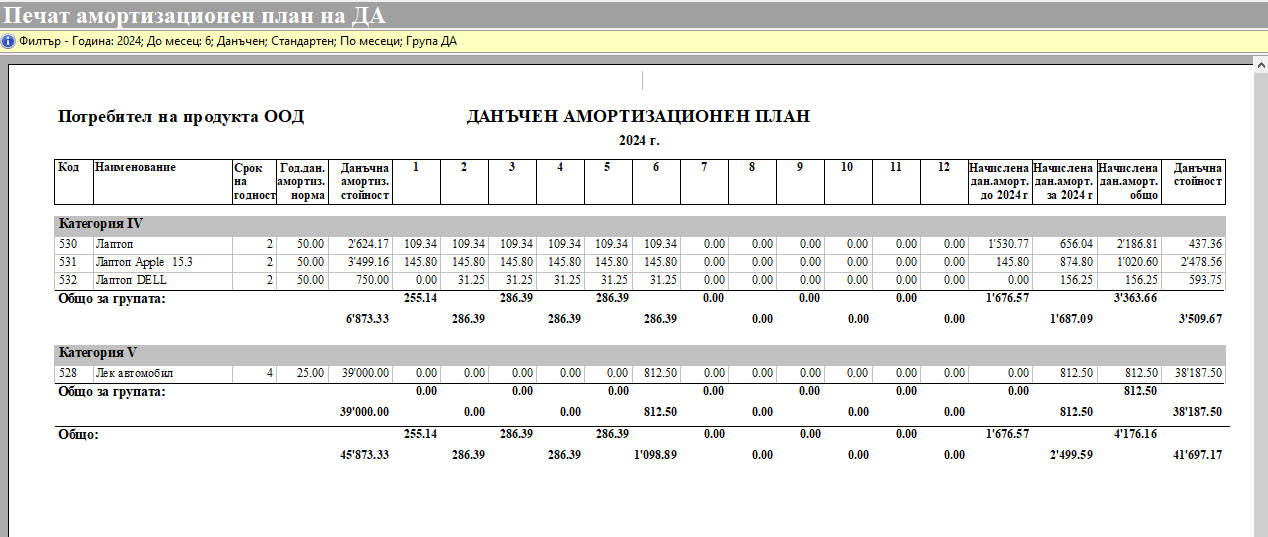 Печат амортизационен план на ДА
Филтър - Година: 2024; До месец: 6; Данъчен; Стандартен; По месеци; Група ДА
Потребител на продукта ООД ДАНЪЧЕН АМОРТИЗАЦИОНЕН ПЛАН
2024 г.
Код Наименование Срок Год.дан. Данъчна 1 2 3 4 5 6 7 8 9 10 11 12 Начислена Начислена Начислена Данъчна
на амортиз. амортиз. дан.аморт. дан.аморт. дан.аморт. стойност
годност норма стойност до 2024 г за 2024 г общо
Категория IV
530 Лаптоп 2 50.00 2'624.17 109.34 109.34 109.34 109.34 109.34 109.34 0.00 0.00 0.00 0.00 0.00 0.00 1'530.77 656.04 2'186.81 437.36
531 Лаптоп Apple 15.3 2 50.00 3'499.16 145.80 145.80 145.80 145.80 145.80 145.80 0.00 0.00 0.00 0.00 0.00 0.00 145.80 874.80 1'020.60 2'478.56
532 Лаптоп DELL 2 50.00 750.00 0.00 31.25 31.25 31.25 31.25 31.25 0.00 0.00 0.00 0.00 0.00 0.00 0.00 156.25 156.25 593.75
Общо за групата: 255.14 286.39 286.39 0.00 0.00 0.00 1'676.57 3'363.66
6'873.33 286.39 286.39 286.39 0.00 0.00 0.00 1'687.09 3'509.67
Категория V
528 Лек автомобил 4 25.00 39'000.00 0.00 0.00 0.00 0.00 0.00 812.50 0.00 0.00 0.00 0.00 0.00 0.00 0.00 812.50 812.50 38'187.50
Общо за групата: 0.00 0.00 0.00 0.00 0.00 0.00 0.00 812.50
39'000.00 0.00 0.00 812.50 0.00 0.00 0.00 812.50 38'187.50
Общо: 255.14 286.39 286.39 0.00 0.00 0.00 1'676.57 4'176.16
45'873.33 286.39 286.39 1'098.89 0.00 0.00 0.00 2'499.59 41'697.17